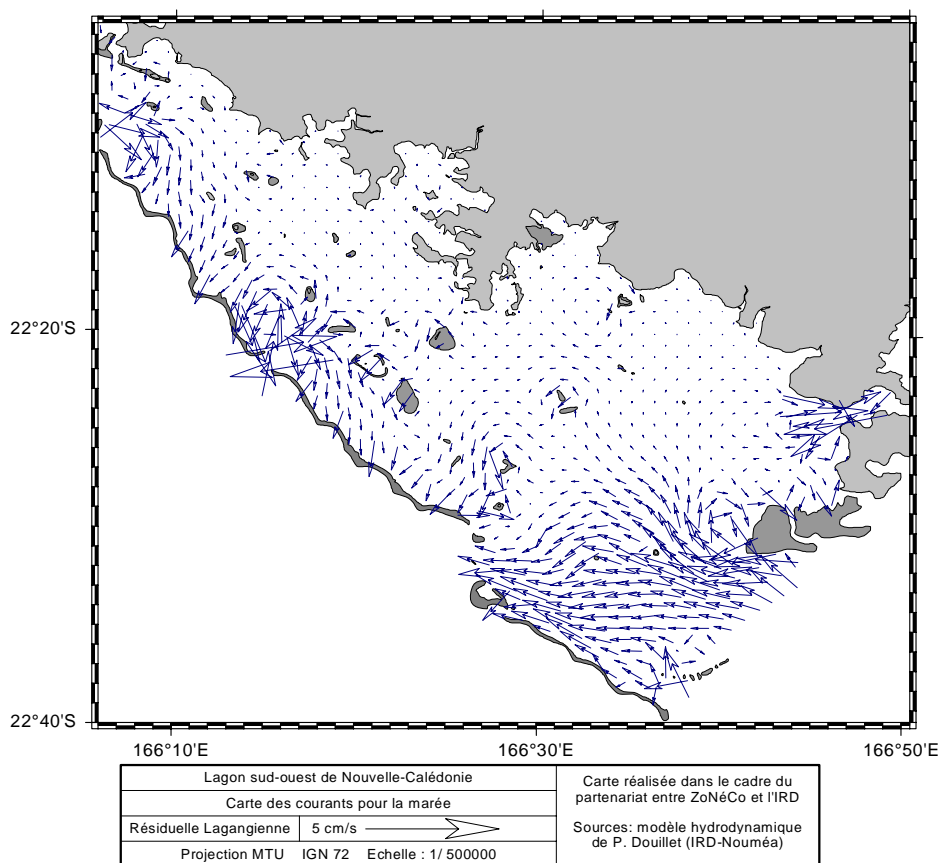 22°20'S
22°40'S
166°10'E
166°30'E
166°50'E
Lagon sud-ouest de Nouvelle-Calédonie
Carte des courants pour la marée
Résiduelle Lagangienne
5 cm/s
Projection MTU IGN 72 Echelle : 1/ 500000
Carte réalisée dans le cadre du
partenariat entre ZoNéCo et l'IRD
Sources: modèle hydrodynamique
de P. Douillet (IRD-Nouméa)